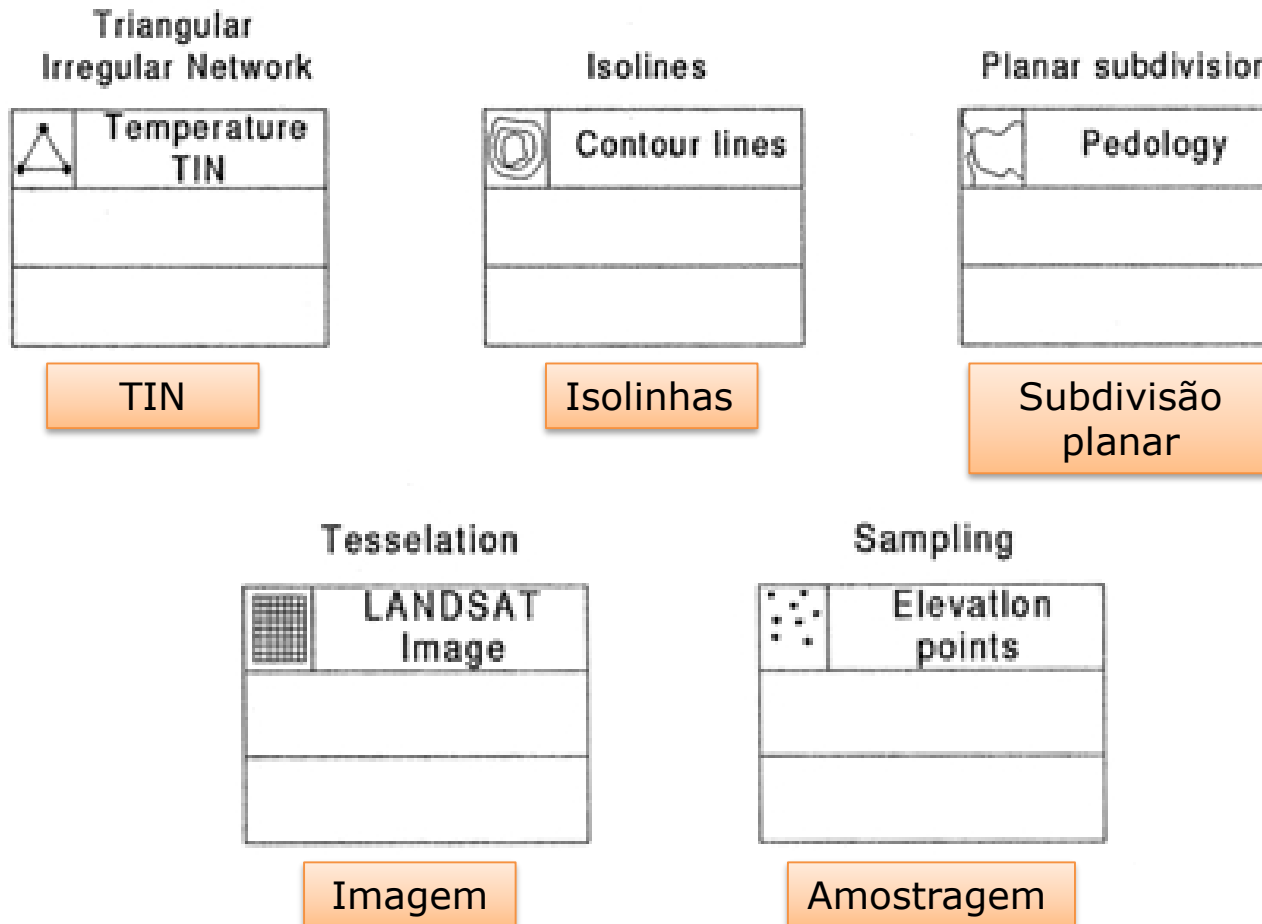 Triangular
Irregular Network
Temperature
TIN
TIN
Isolines
Contour lines
Isolinhas
Planar subdivision
Pedology
Subdivisão
planar
Tesselation
LANDSAT
Image
Imagem
Sampling
Elevation
points
Amostragem